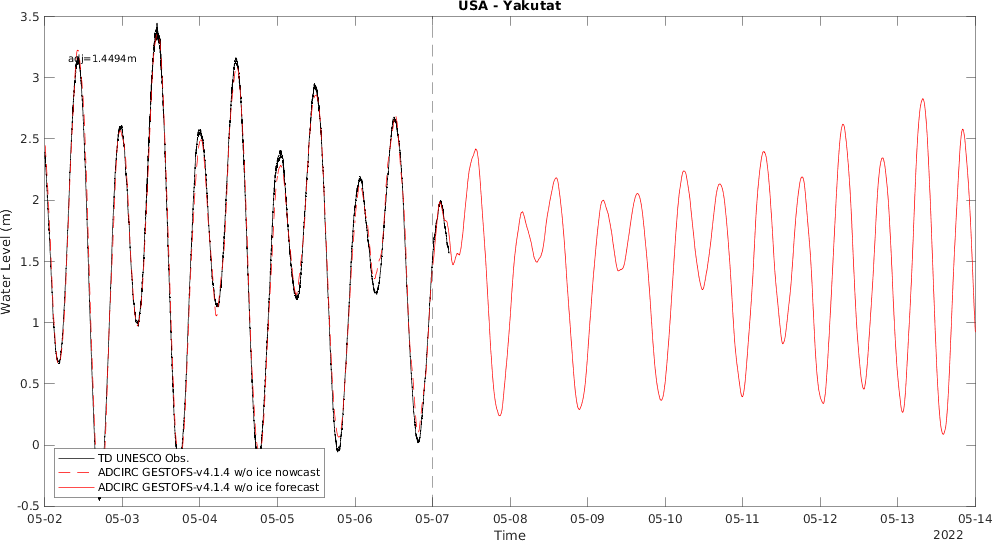 USA - Yakutat
3.5
3
2.5
2
1.5
1
0.5
0
-0.5
Water Level (m)
adj=1.4494m
TD UNESCO Obs.
ADCIRC GESTOFS-v4.1.4 w/o ice nowcast
ADCIRC GESTOFS-v4.1.4 w/o ice forecast
05-02 05-03 05-04 05-05 05-06 05-07 05-08 05-09 05-10 05-11 05-12 05-13 05-14
Time
2022